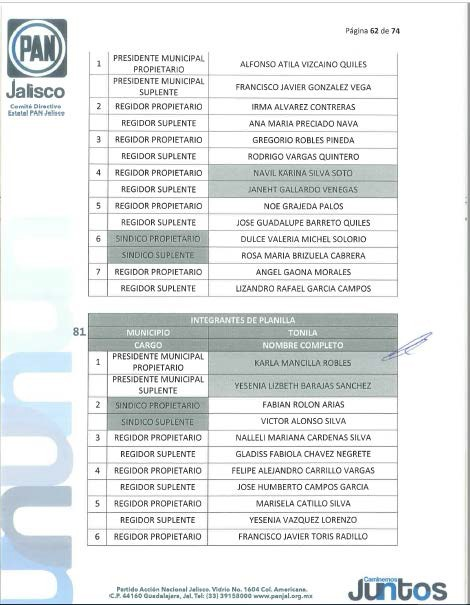 Página 62 de 74
PAN
Jalisco
Comité Directivo
Estatal PAN Jalisco
1 PRESIDENTE MUNICIPAL PROPIETARIO ALFONSO ATILA VIZCAINO QUILES
PRESIDENTE MUNICIPAL SUPLENTE FRANCISCO JAVIER GONZALEZ VEGA
2 REGIDOR PROPIETARIO IRMA ALVAREZ CONTRERAS
REGIDOR SUPLENTE ANA MARIA PRECIADO NAVA
3 REGIDOR PROPIETARIO GREGORIO ROBLES PINEDA
REGIDOR SUPLENTE RODRIGO VARGAS QUINTERO
4 REGIDOR PROPIETARIO NAVIL KARINA SILVA SOTO
REGIDOR SUPLENTE JANEHT GALLARDO VENEGAS
5 REGIDOR PROPIETARIO NOE GRAJEDA PALOS
REGIDOR SUPLENTE JOSE GUADALUPE BARRETO QUILES
6 SINDICO PROPIETARIO DULCE VALERIA MICHEL SOLORIO
SINDICO SUPLENTE ROSA MARIA BRIZUELA CABRERA
7 REGIDOR PROPIETARIO ANGEL GAONA MORALES
REGIDOR SUPLENTE LIZANDRO RAFAEL GARCIA CAMPOS
INTEGRANTES DE PLANILLA
81 MUNICIPIO TONILA
CARGO NOMBRE COMPLETO
1 PRESIDENTE MUNICIPAL PROPIETARIO KARLA MANCILLA ROBLES
PRESIDENTE MUNICIPAL SUPLENTE YESENIA LIZBETH BARAJAS SANCHEZ
2 SINDICO PROPIETARIO FABIAN ROLON ARIAS
SINDICO SUPLENTE VICTOR ALONSO SILVA
3 REGIDOR PROPIETARIO NALLELI MARIANA CARDENAS SILVA
REGIDOR SUPLENTE GLADISS FABIOLA CHAVEZ NEGRETE
4 REGIDOR PROPIETARIO FELIPE ALEJANDRO CARRILLO VARGAS
REGIDOR SUPLENTE JOSE HUMBERTO CAMPOS GARCIA
5 REGIDOR PROPIETARIO MARISELA CATILLO SILVA
REGIDOR SUPLENTE YESENIA VAZQUEZ LORENZO
6 REGIDOR PROPIETARIO FRANCISCO JAVIER TORIS RADILLO
Partido Acción Nacional Jalisco. Vidrio No. 1604 Col. Americana.
C.P. 44160 Guadalajara, Jal. Tel: (33) 39158000 www.panjal.org.mx
Caminemos
Juntos